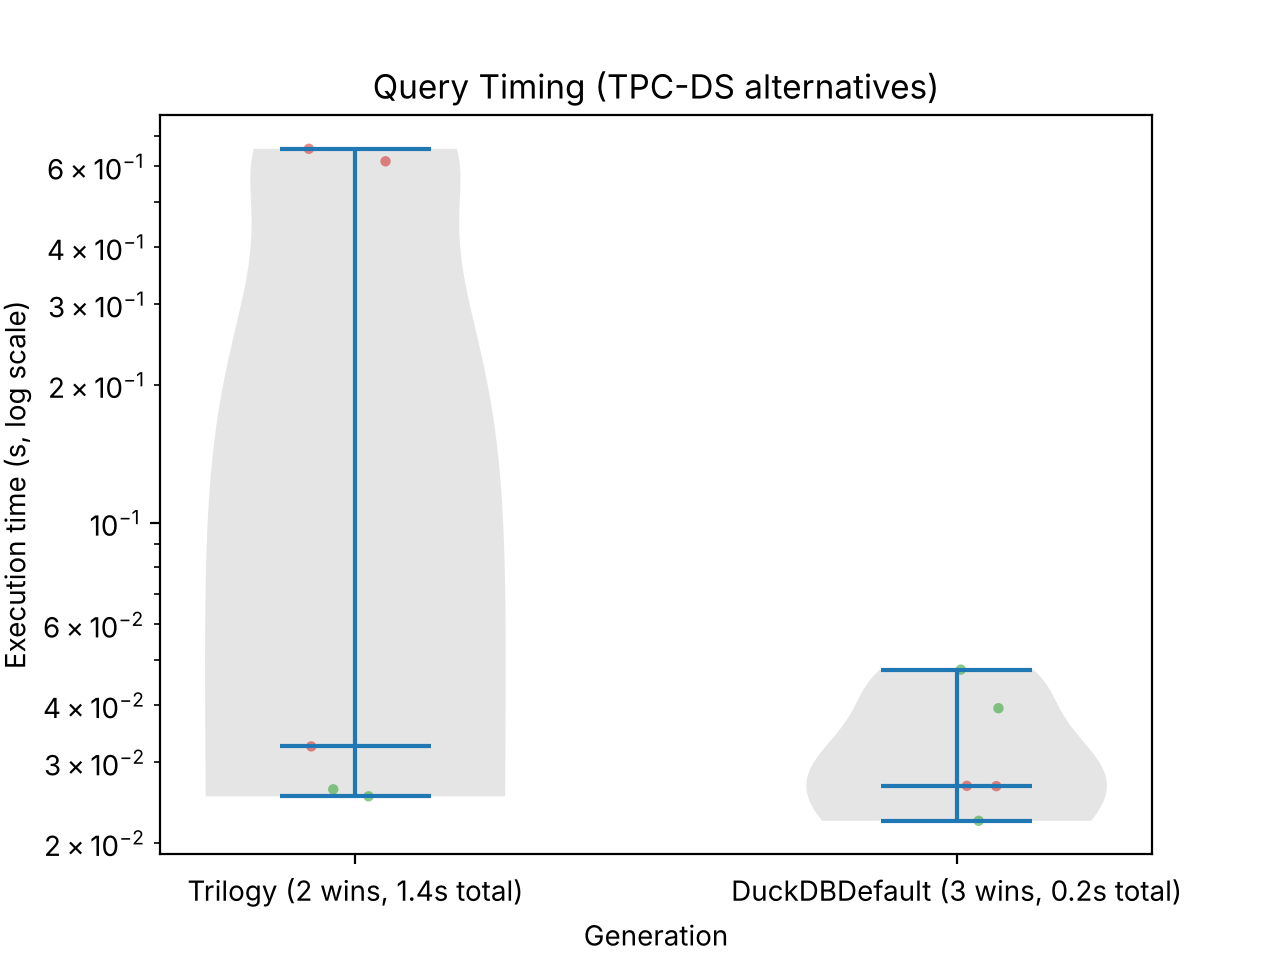 Query Timing (TPC-DS alternatives)
Execution time (s, log scale)
6 × 10⁻¹
4 × 10⁻¹
3 × 10⁻¹
2 × 10⁻¹
10⁻¹
6 × 10⁻²
4 × 10⁻²
3 × 10⁻²
2 × 10⁻²
Trilogy (2 wins, 1.4s total)
DuckDBDefault (3 wins, 0.2s total)
Generation